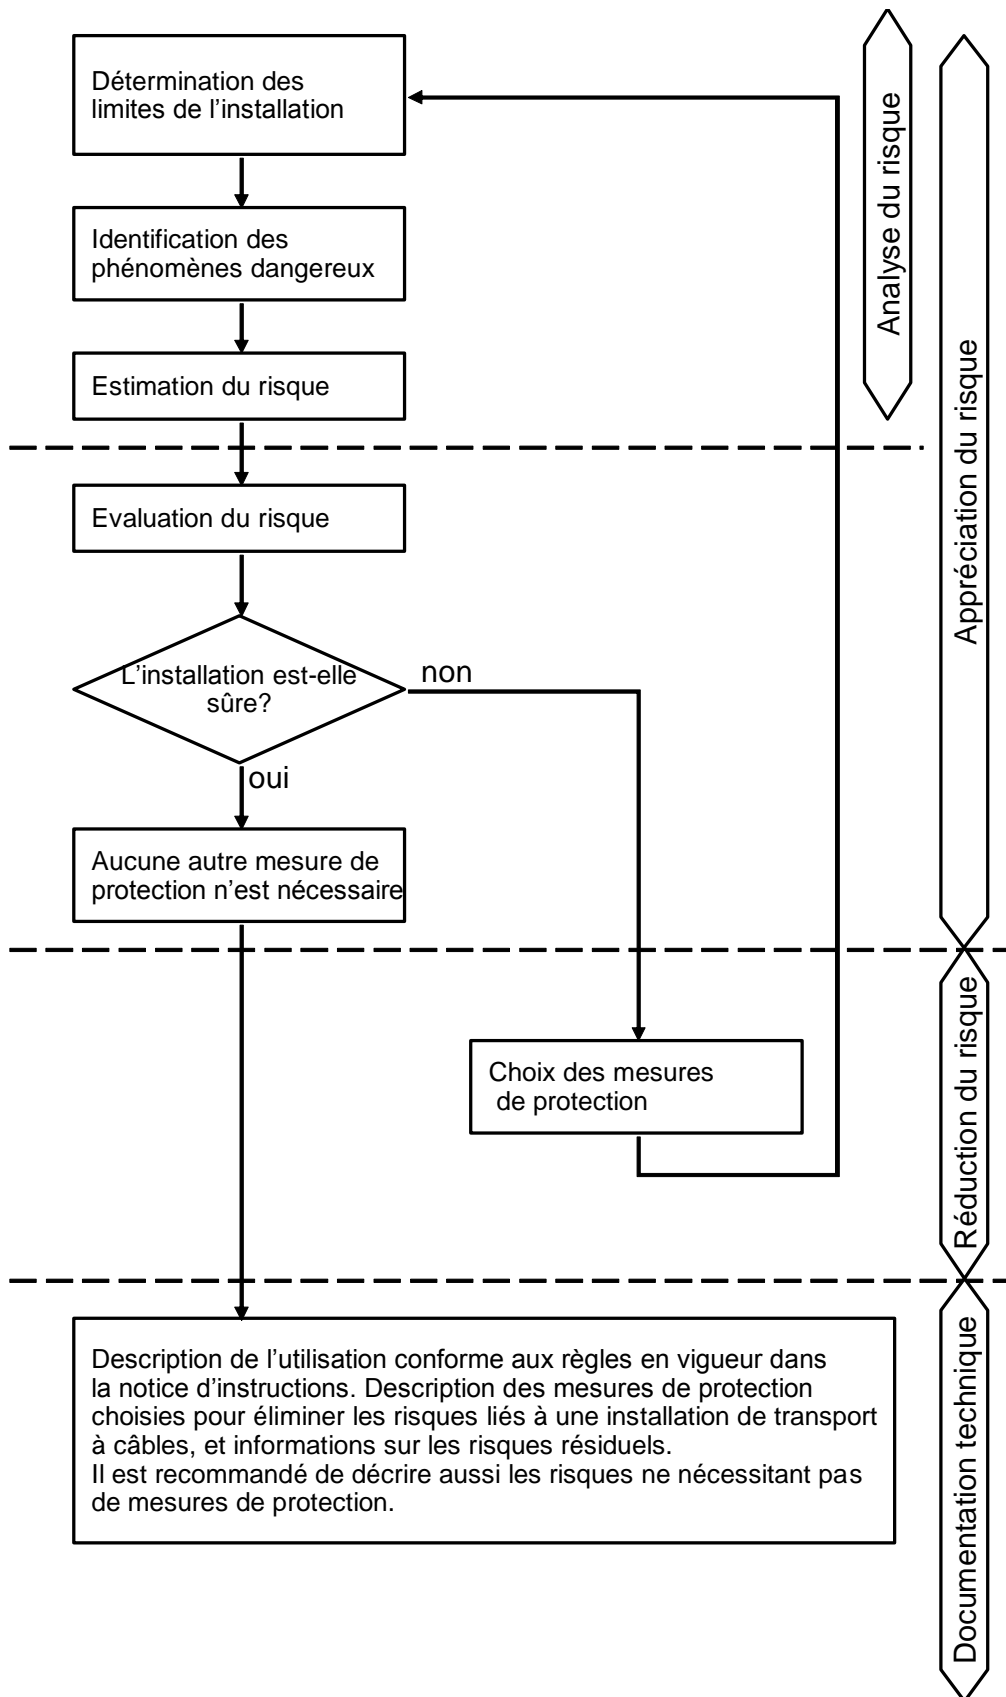 Détermination des
limites de l’installation
Identification des
phénomènes dangereux
Estimation du risque
Evaluation du risque
L’installation est-elle
sûre?
non
oui
Aucune autre mesure de
protection n’est nécessaire
Choix des mesures
de protection
Description de l’utilisation conforme aux règles en vigueur dans
la notice d’instructions. Description des mesures de protection
choisies pour éliminer les risques liés à une installation de transport
à câbles, et informations sur les risques résiduels.
Il est recommandé de décrire aussi les risques ne nécessitant pas
de mesures de protection.
Analyse du risque
Appréciation du risque
Réduction du risque
Documentation technique